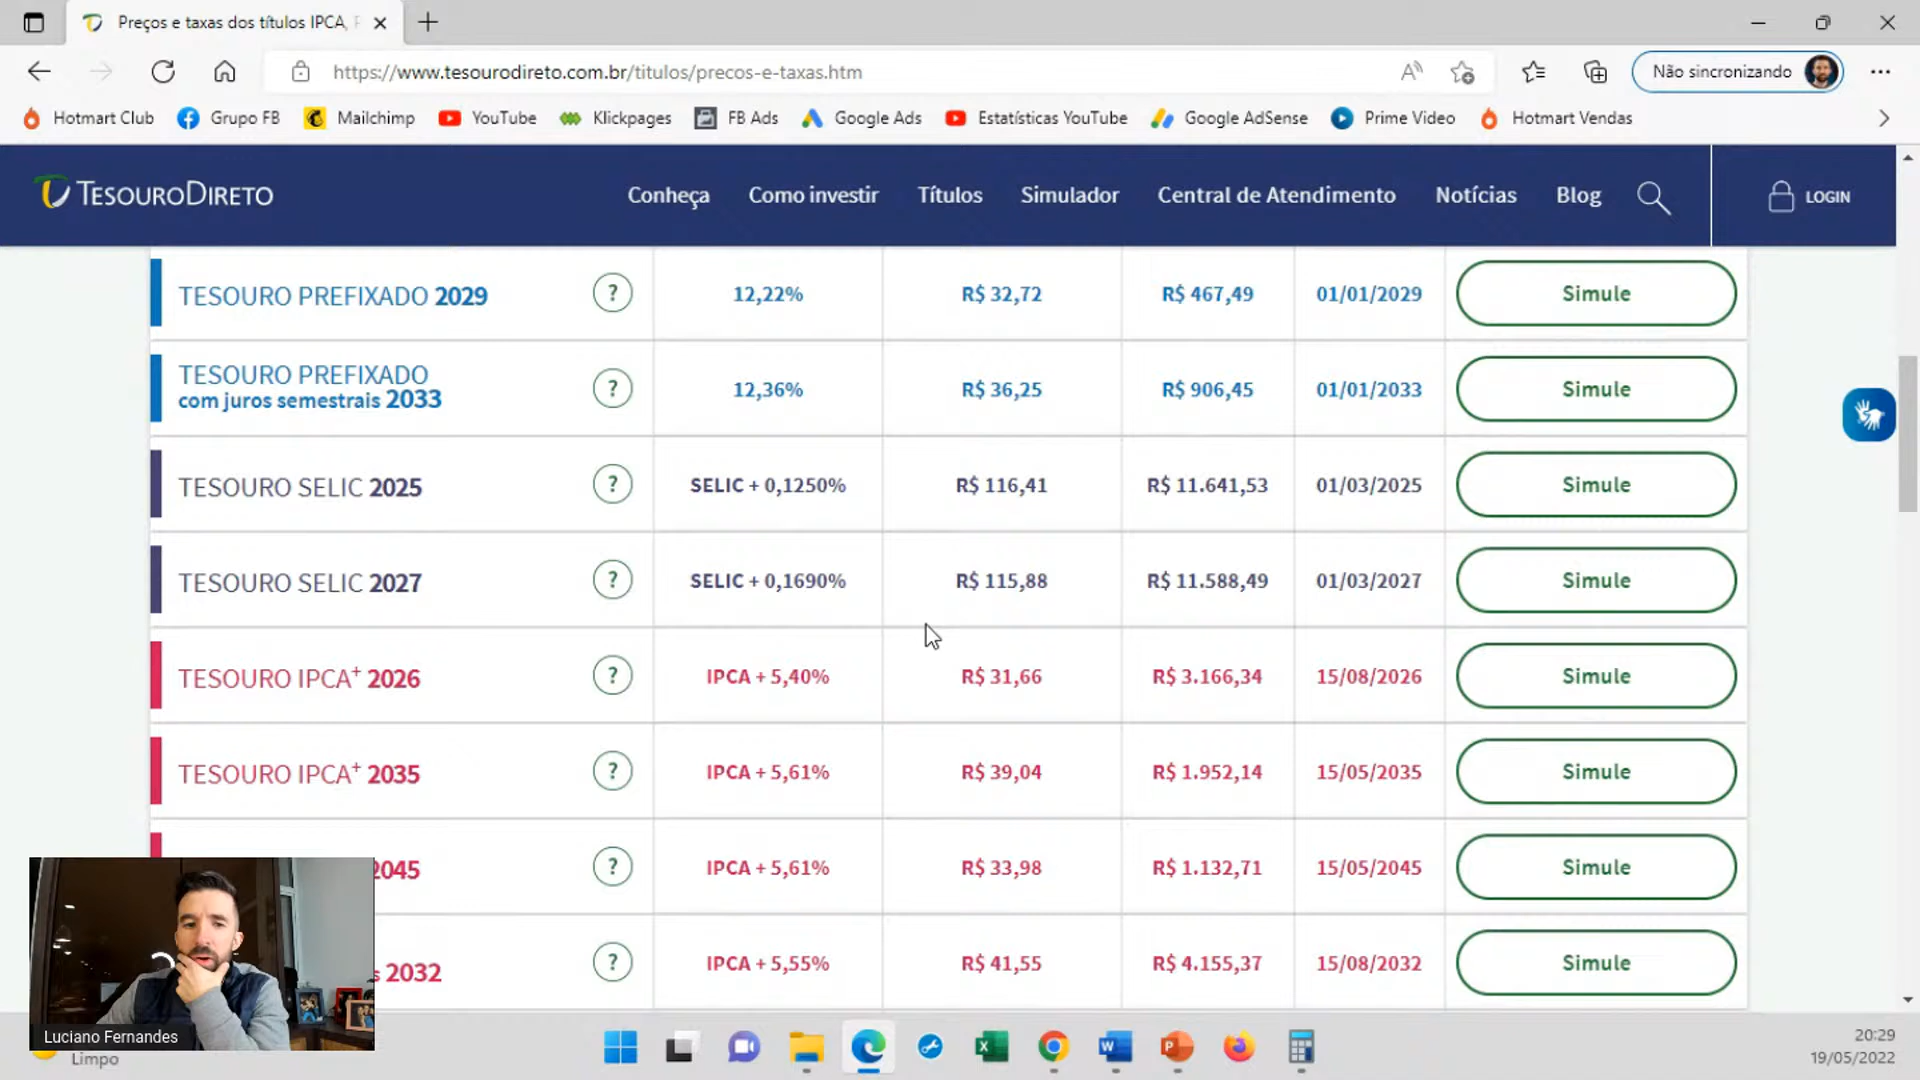 Preços e taxas dos títulos IPCA,
https://www.tesourodireto.com.br/titulos/precos-e-taxas.htm
Não sincronizando
Hotmart Club
Grupo FB
Mailchimp
YouTube
Klickpages
FB Ads
Google Ads
Estatísticas YouTube
Google AdSense
Prime Video
Hotmart Vendas
TESOURODIRETO
Conheça
Como investir
Títulos
Simulador
Central de Atendimento
Notícias
Blog
LOGIN
TESOURO PREFIXADO 2029 ? 12,22% R$ 32,72 R$ 467,49 01/01/2029 Simule
TESOURO PREFIXADO
com juros semestrais 2033 ? 12,36% R$ 36,25 R$ 906,45 01/01/2033 Simule
TESOURO SELIC 2025 ? SELIC + 0,1250% R$ 116,41 R$ 11.641,53 01/03/2025 Simule
TESOURO SELIC 2027 ? SELIC + 0,1690% R$ 115,88 R$ 11.588,49 01/03/2027 Simule
TESOURO IPCA+ 2026 ? IPCA + 5,40% R$ 31,66 R$ 3.166,34 15/08/2026 Simule
TESOURO IPCA+ 2035 ? IPCA + 5,61% R$ 39,04 R$ 1.952,14 15/05/2035 Simule
2045 ? IPCA + 5,61% R$ 33,98 R$ 1.132,71 15/05/2045 Simule
s 2032 ? IPCA + 5,55% R$ 41,55 R$ 4.155,37 15/08/2032 Simule
Luciano Fernandes
Limpo
20:29
19/05/2022